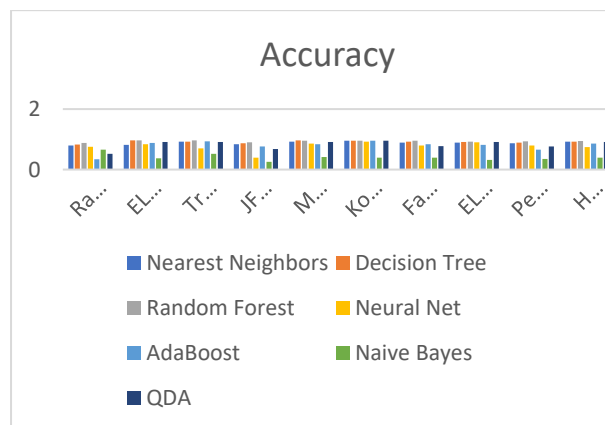 Accuracy
2
0
Ra...
EL...
Tr...
JF...
M...
Ko...
Fa...
EL...
Pe...
H...
Nearest Neighbors Decision Tree
Random Forest Neural Net
AdaBoost Naive Bayes
QDA